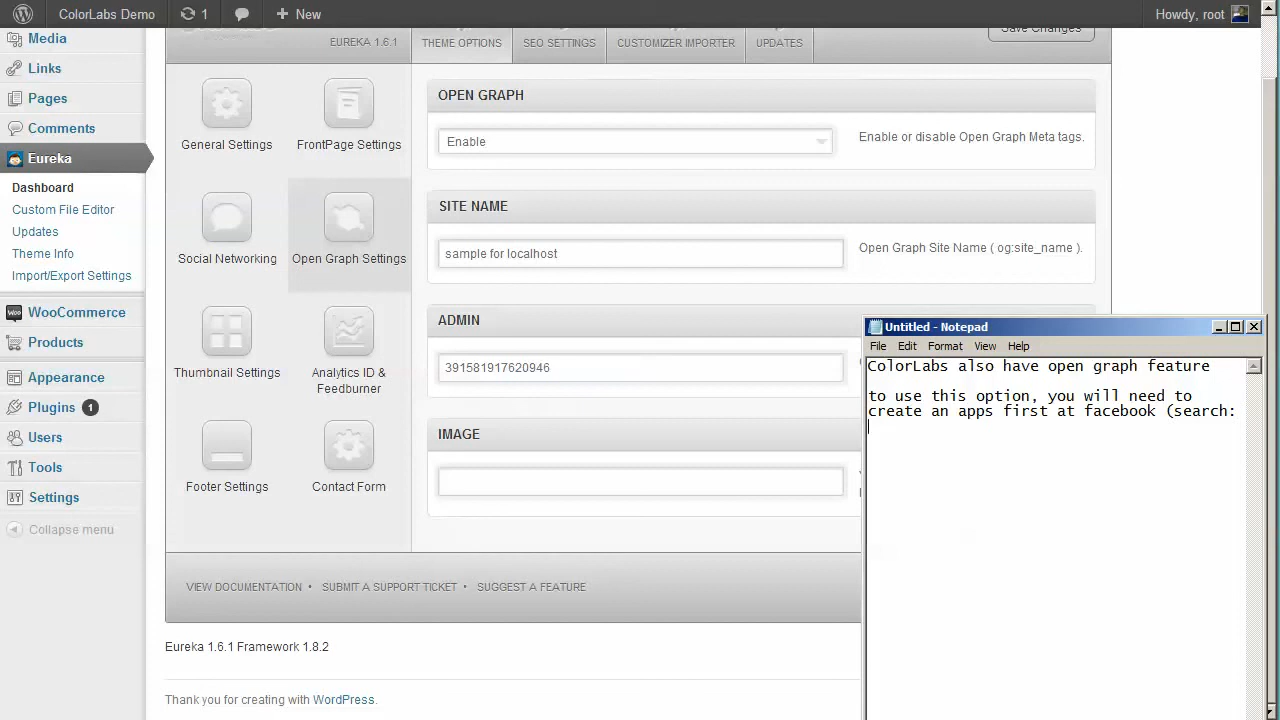 ColorLabs Demo
1
New
Howdy, root
Media
Links
Pages
Comments
Eureka
Dashboard
Custom File Editor
Updates
Theme Info
Import/Export Settings
WooCommerce
Products
Appearance
Plugins 1
Users
Tools
Settings
Collapse menu
EUREKA 1.6.1
THEME OPTIONS
SEO SETTINGS
CUSTOMIZER IMPORTER
UPDATES
Save Changes
General Settings
FrontPage Settings
Social Networking
Open Graph Settings
Thumbnail Settings
Analytics ID &
Feedburner
Footer Settings
Contact Form
OPEN GRAPH
Enable
Enable or disable Open Graph Meta tags.
SITE NAME
sample for localhost
Open Graph Site Name ( og:site_name ).
ADMIN
391581917620946
IMAGE
VIEW DOCUMENTATION • SUBMIT A SUPPORT TICKET • SUGGEST A FEATURE
Eureka 1.6.1 Framework 1.8.2
Thank you for creating with WordPress.
Untitled - Notepad
File Edit Format View Help
ColorLabs also have open graph feature
to use this option, you will need to
create an apps first at facebook (search: